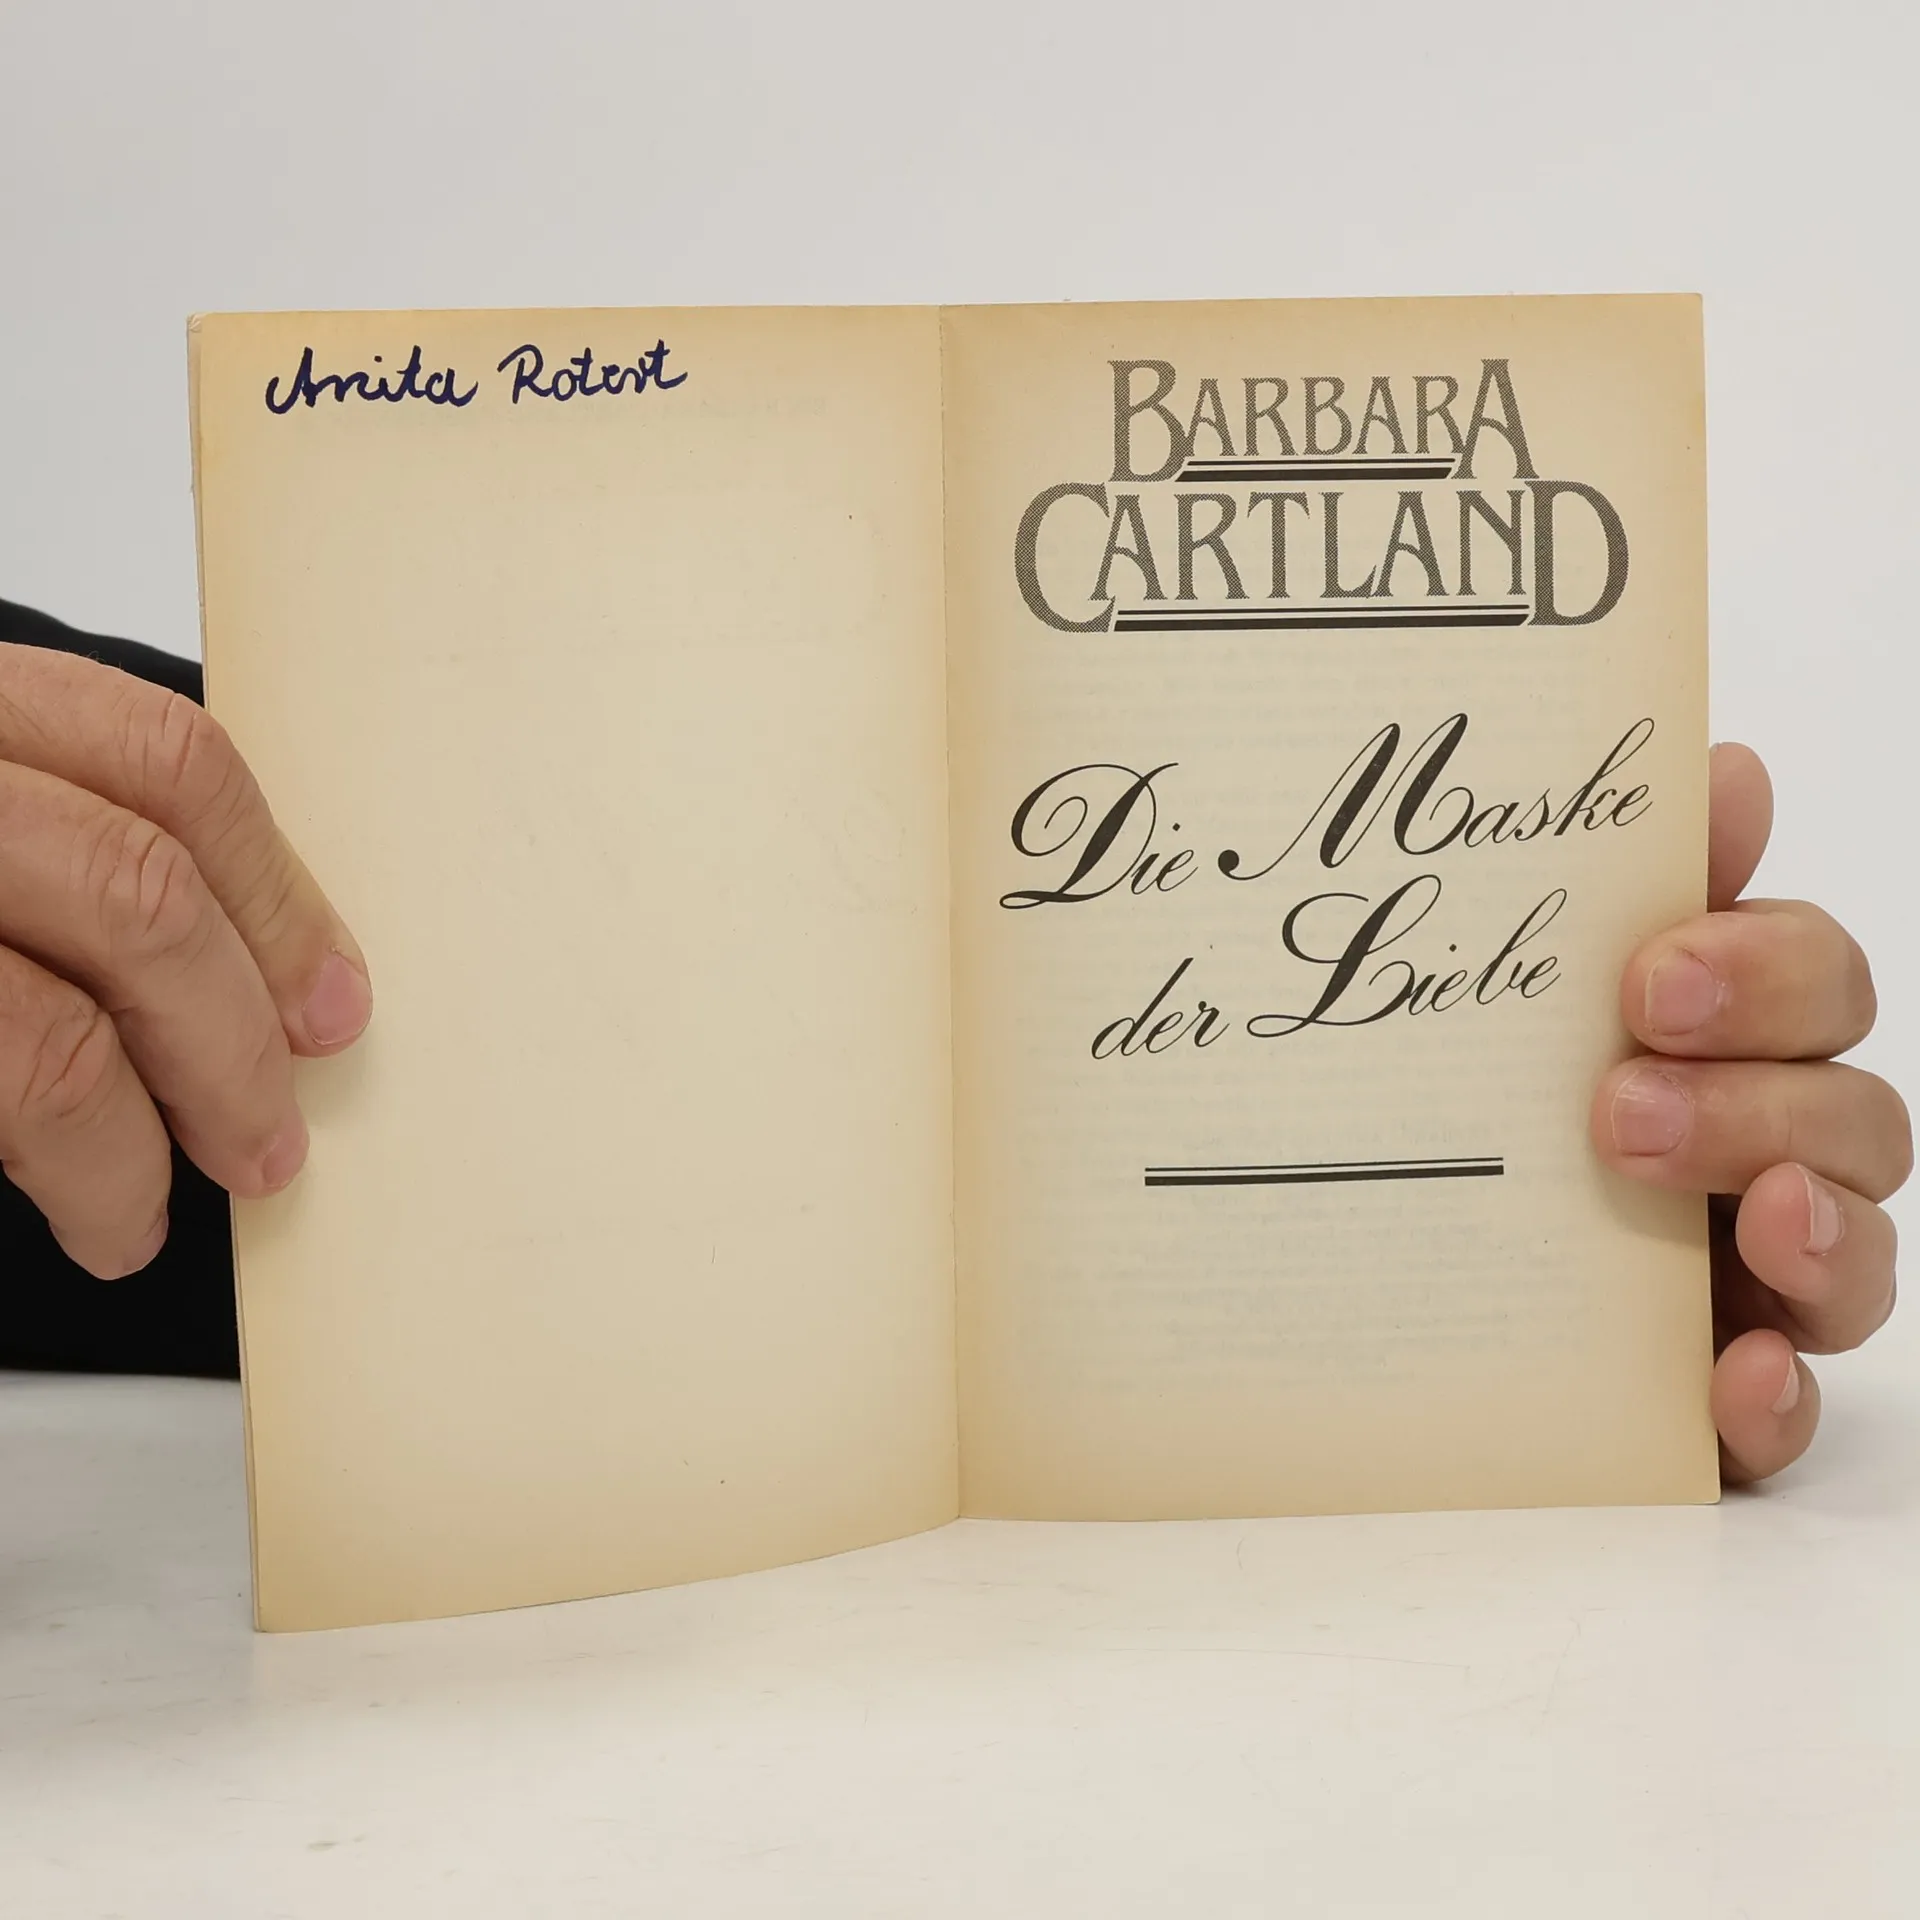 Anita Rotert
BARBARA
CARTLAND
Die Maske
der Liebe